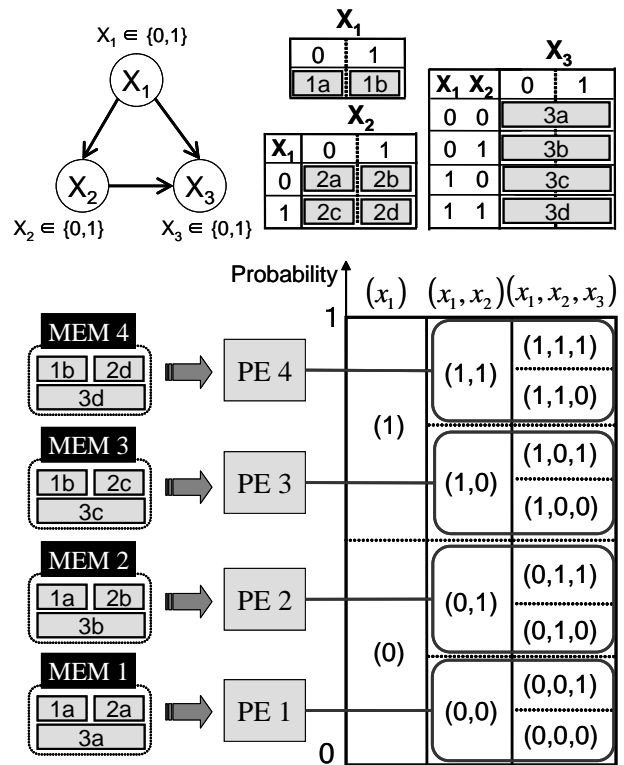 X1 ∈ {0,1}
X1
X2
X3
X2 ∈ {0,1}
X3 ∈ {0,1}
X1
0 1
1a 1b
X2
X1 0 1
0 2a 2b
1 2c 2d
X3
X1 X2 0 1
0 0 3a
0 1 3b
1 0 3c
1 1 3d
Probability
(x1) (x1, x2) (x1, x2, x3)
1
MEM 4
1b 2d
3d
PE 4
(1,1)
(1,1,1)
(1,1,0)
(1)
MEM 3
1b 2c
3c
PE 3
(1,0)
(1,0,1)
(1,0,0)
MEM 2
1a 2b
3b
PE 2
(0,1)
(0,1,1)
(0,1,0)
(0)
MEM 1
1a 2a
3a
PE 1
(0,0)
(0,0,1)
(0,0,0)
0